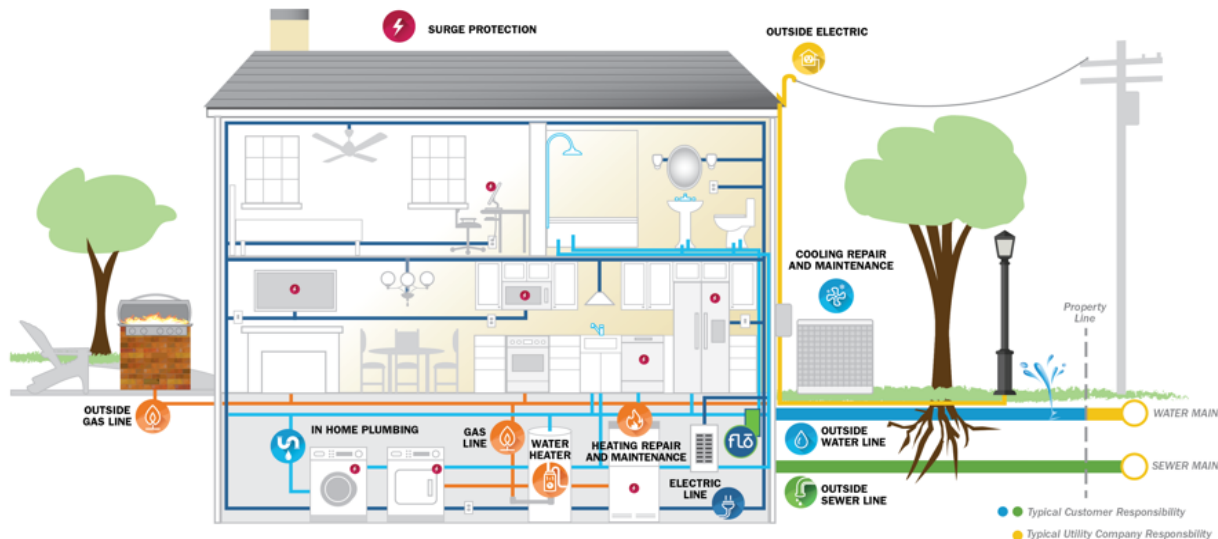 SURGE PROTECTION
OUTSIDE ELECTRIC
COOLING REPAIR
AND MAINTENANCE
Property
Line
OUTSIDE
GAS LINE
IN HOME PLUMBING
GAS
LINE
WATER
HEATER
HEATING REPAIR
AND MAINTENANCE
flō
ELECTRIC
LINE
OUTSIDE
WATER LINE
WATER MAIN
OUTSIDE
SEWER LINE
SEWER MAIN
Typical Customer Responsibility
Typical Utility Company Responsbility